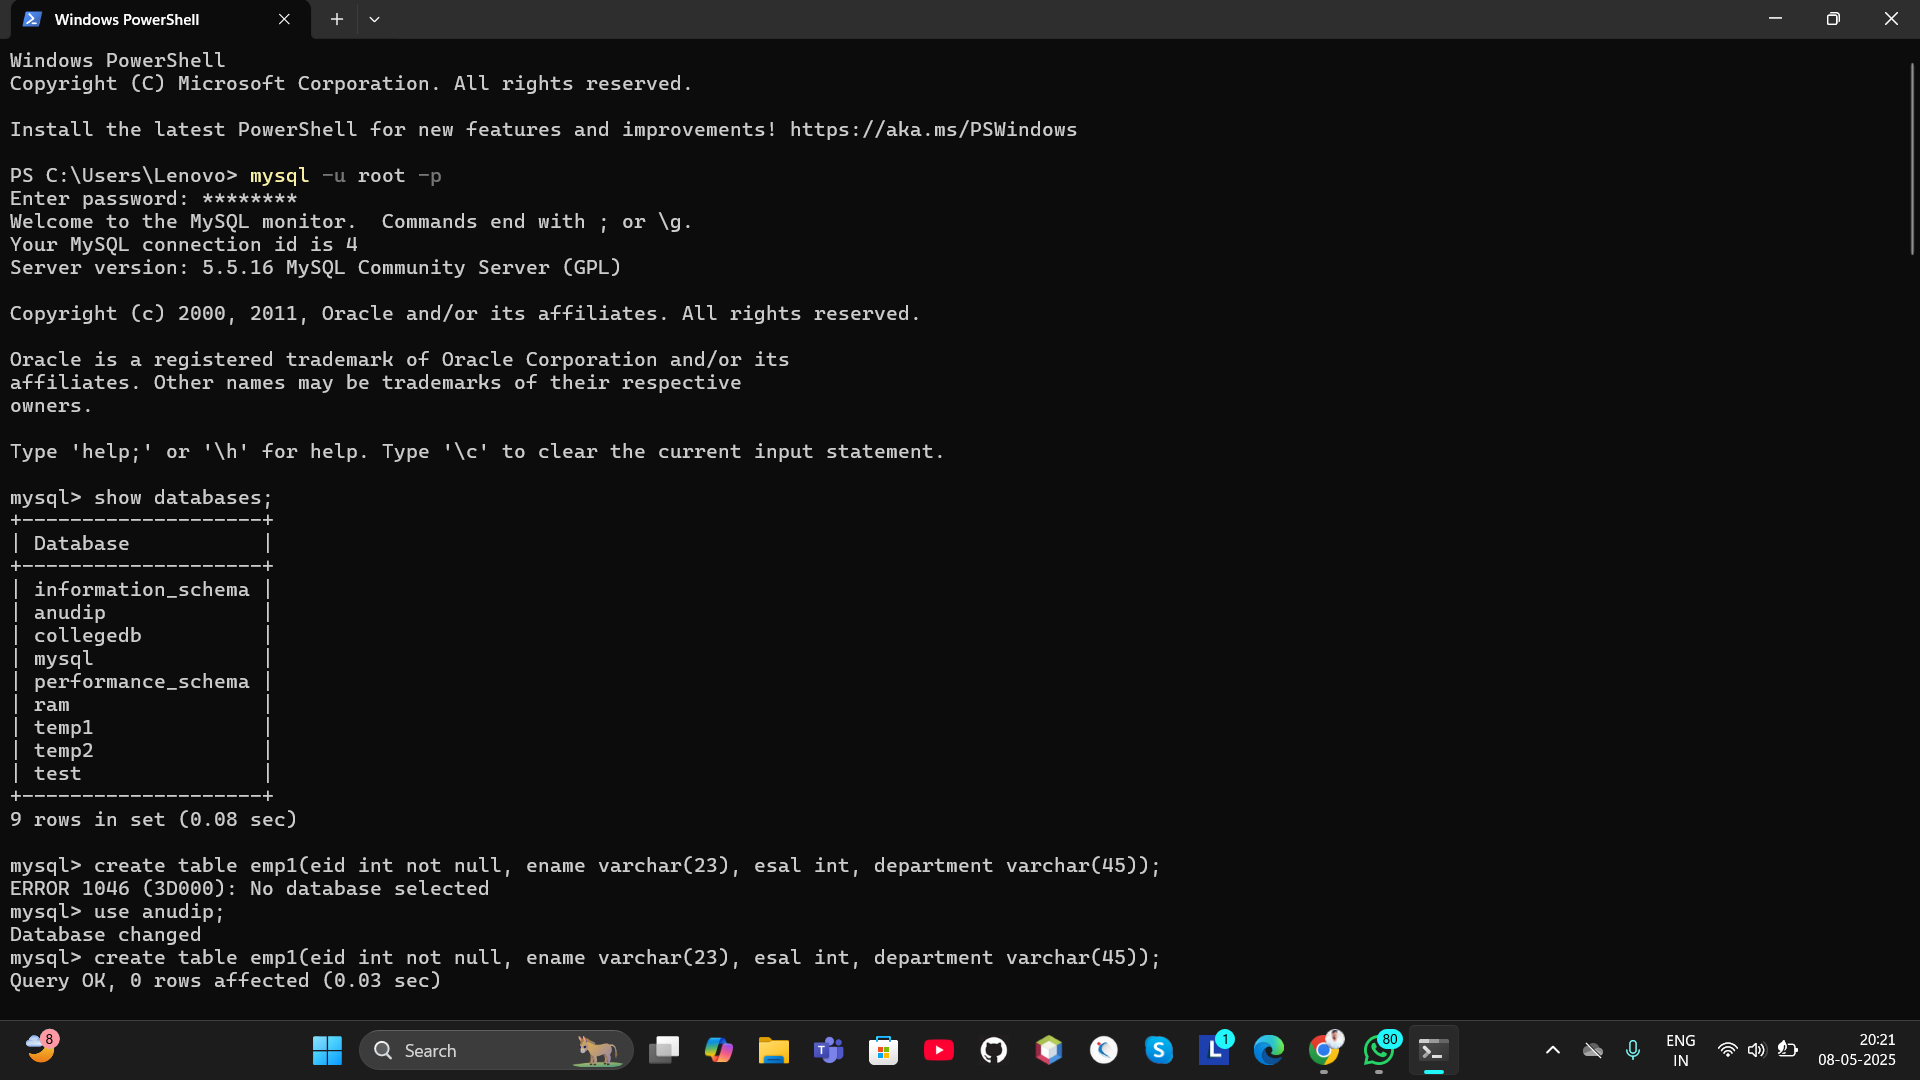 Windows PowerShell
Windows PowerShell
Copyright (C) Microsoft Corporation. All rights reserved.
Install the latest PowerShell for new features and improvements! https://aka.ms/PSWindows
PS C:\Users\Lenovo> mysql -u root -p
Enter password: ********
Welcome to the MySQL monitor.  Commands end with ; or \g.
Your MySQL connection id is 4
Server version: 5.5.16 MySQL Community Server (GPL)
Copyright (c) 2000, 2011, Oracle and/or its affiliates. All rights reserved.
Oracle is a registered trademark of Oracle Corporation and/or its
affiliates. Other names may be trademarks of their respective
owners.
Type 'help;' or '\h' for help. Type '\c' to clear the current input statement.
mysql> show databases;
+--------------------+
| Database           |
+--------------------+
| information_schema |
| anudip             |
| collegedb          |
| mysql              |
| performance_schema |
| ram                |
| temp1              |
| temp2              |
| test               |
+--------------------+
9 rows in set (0.08 sec)
mysql> create table emp1(eid int not null, ename varchar(23), esal int, department varchar(45));
ERROR 1046 (3D000): No database selected
mysql> use anudip;
Database changed
mysql> create table emp1(eid int not null, ename varchar(23), esal int, department varchar(45));
Query OK, 0 rows affected (0.03 sec)
8
Search
T
S
L
1
80
ENG
IN
20:21
08-05-2025